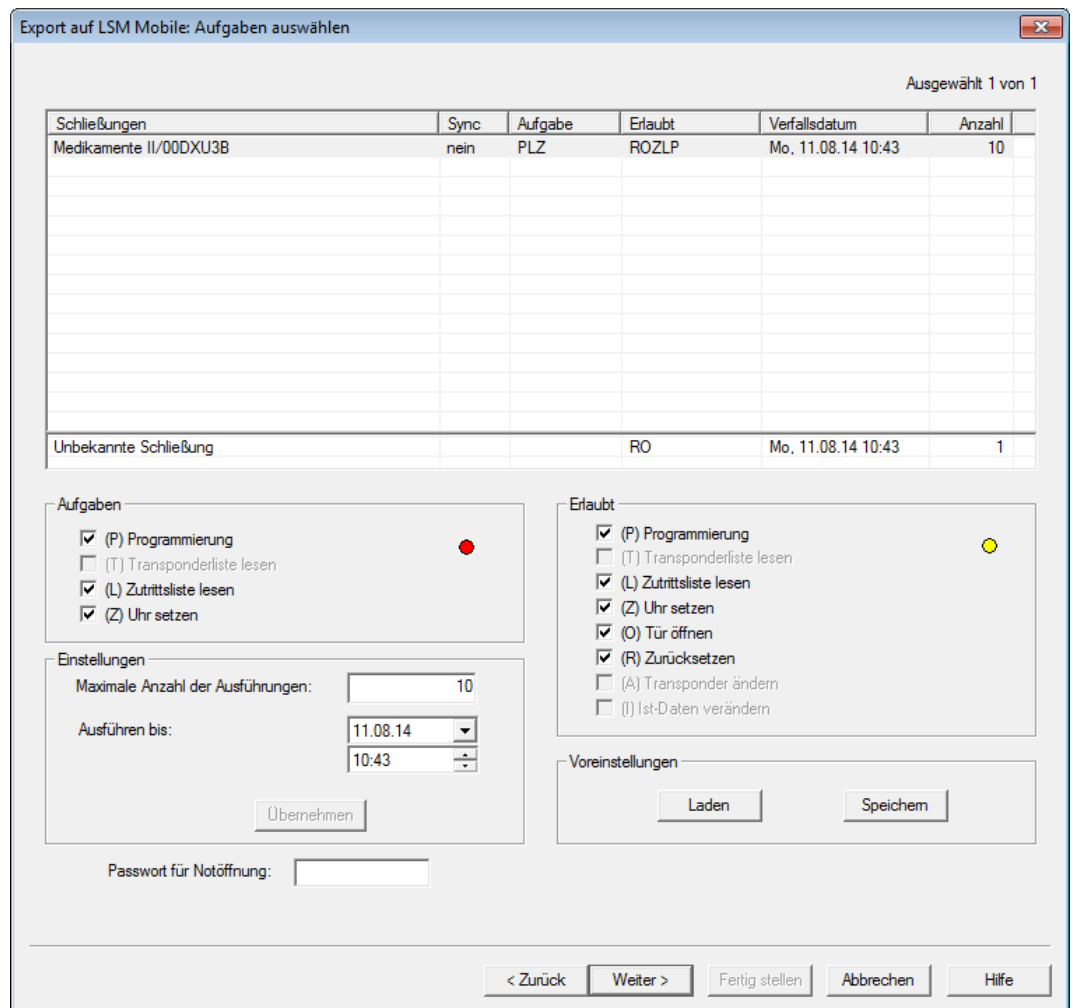 Export auf LSM Mobile: Aufgaben auswählen
Ausgewählt 1 von 1
Schließungen Sync Aufgabe Erlaubt Verfallsdatum Anzahl
Medikamente II/00DXU3B nein PLZ ROZLP Mo, 11.08.14 10:43 10
Unbekannte Schließung RO Mo, 11.08.14 10:43 1
Aufgaben
(P) Programmierung
(T) Transponderliste lesen
(L) Zutrittsliste lesen
(Z) Uhr setzen
Erlaubt
(P) Programmierung
(T) Transponderliste lesen
(L) Zutrittsliste lesen
(Z) Uhr setzen
(O) Tür öffnen
(R) Zurücksetzen
(A) Transponder ändern
(I) Ist-Daten verändern
Einstellungen
Maximale Anzahl der Ausführungen: 10
Ausführen bis: 11.08.14
10:43
Übernehmen
Voreinstellungen
Laden Speichern
Passwort für Notöffnung:
< Zurück Weiter > Fertig stellen Abbrechen Hilfe